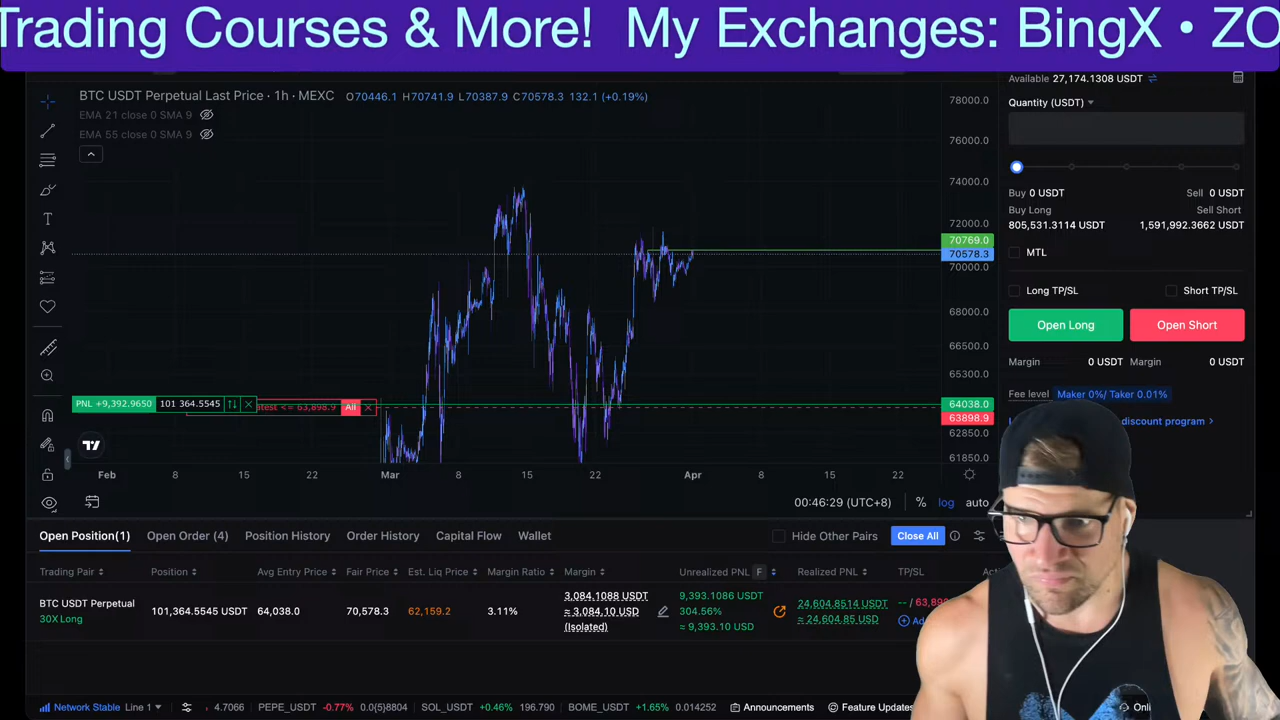 Trading Courses & More! My Exchanges: BingX • ZO
Available 27,174.1308 USDT
BTC USDT Perpetual Last Price · 1h · MEXC O70446.1 H70741.9 L70387.9 C70578.3 132.1 (+0.19%)
EMA 21 close 0 SMA 9
EMA 55 close 0 SMA 9
78000.0
76000.0
74000.0
72000.0
70769.0
70578.3
70000.0
68000.0
66500.0
65300.0
64038.0
63898.9
62850.0
61850.0
Quantity (USDT)
Buy 0 USDT Sell 0 USDT
Buy Long Sell Short
805,531.3114 USDT 1,591,992.3662 USDT
MTL
Long TP/SL Short TP/SL
Open Long Open Short
Margin 0 USDT Margin 0 USDT
Fee level Maker 0%/ Taker 0.01%
discount program >
PNL +9,392.9650 101 364.5545
<= 63,898.9 All
Feb 8 15 22 Mar 8 15 22 Apr 8 15 22
00:46:29 (UTC+8) % log auto
Open Position(1) Open Order (4) Position History Order History Capital Flow Wallet Hide Other Pairs Close All
Trading Pair Position Avg Entry Price Fair Price Est. Liq Price Margin Ratio Margin Unrealized PNL F Realized PNL TP/SL
BTC USDT Perpetual 101,364.5545 USDT 64,038.0 70,578.3 62,159.2 3.11% 3,084.1088 USDT 9,393.1086 USDT 24,604.8514 USDT -- / 63,89
30X Long ≈ 3,084.10 USD 304.56% ≈ 24,604.85 USD
(Isolated) ≈ 9,393.10 USD
Network Stable Line 1 4.7066 PEPE_USDT -0.77% 0.0{5}8804 SOL_USDT +0.46% 196.790 BOME_USDT +1.65% 0.014252 Announcements Feature Updates Onli